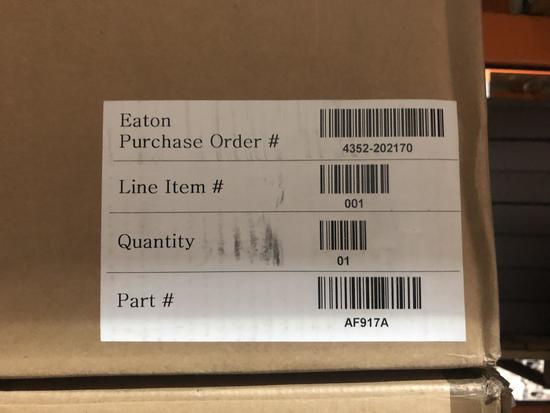 Eaton
Purchase Order #
4352-202170
Line Item #
001
Quantity
01
Part #
AF917A